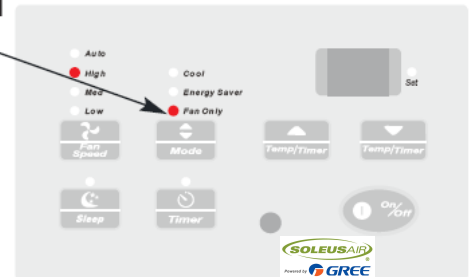 Auto
High
Cool
Med
Energy Saver
Set
Low
Fan Only
Fan
Speed
Mode
Temp/Timer
Temp/Timer
Sleep
Timer
On/Off
SOLEUSAIR
Powered by GREE